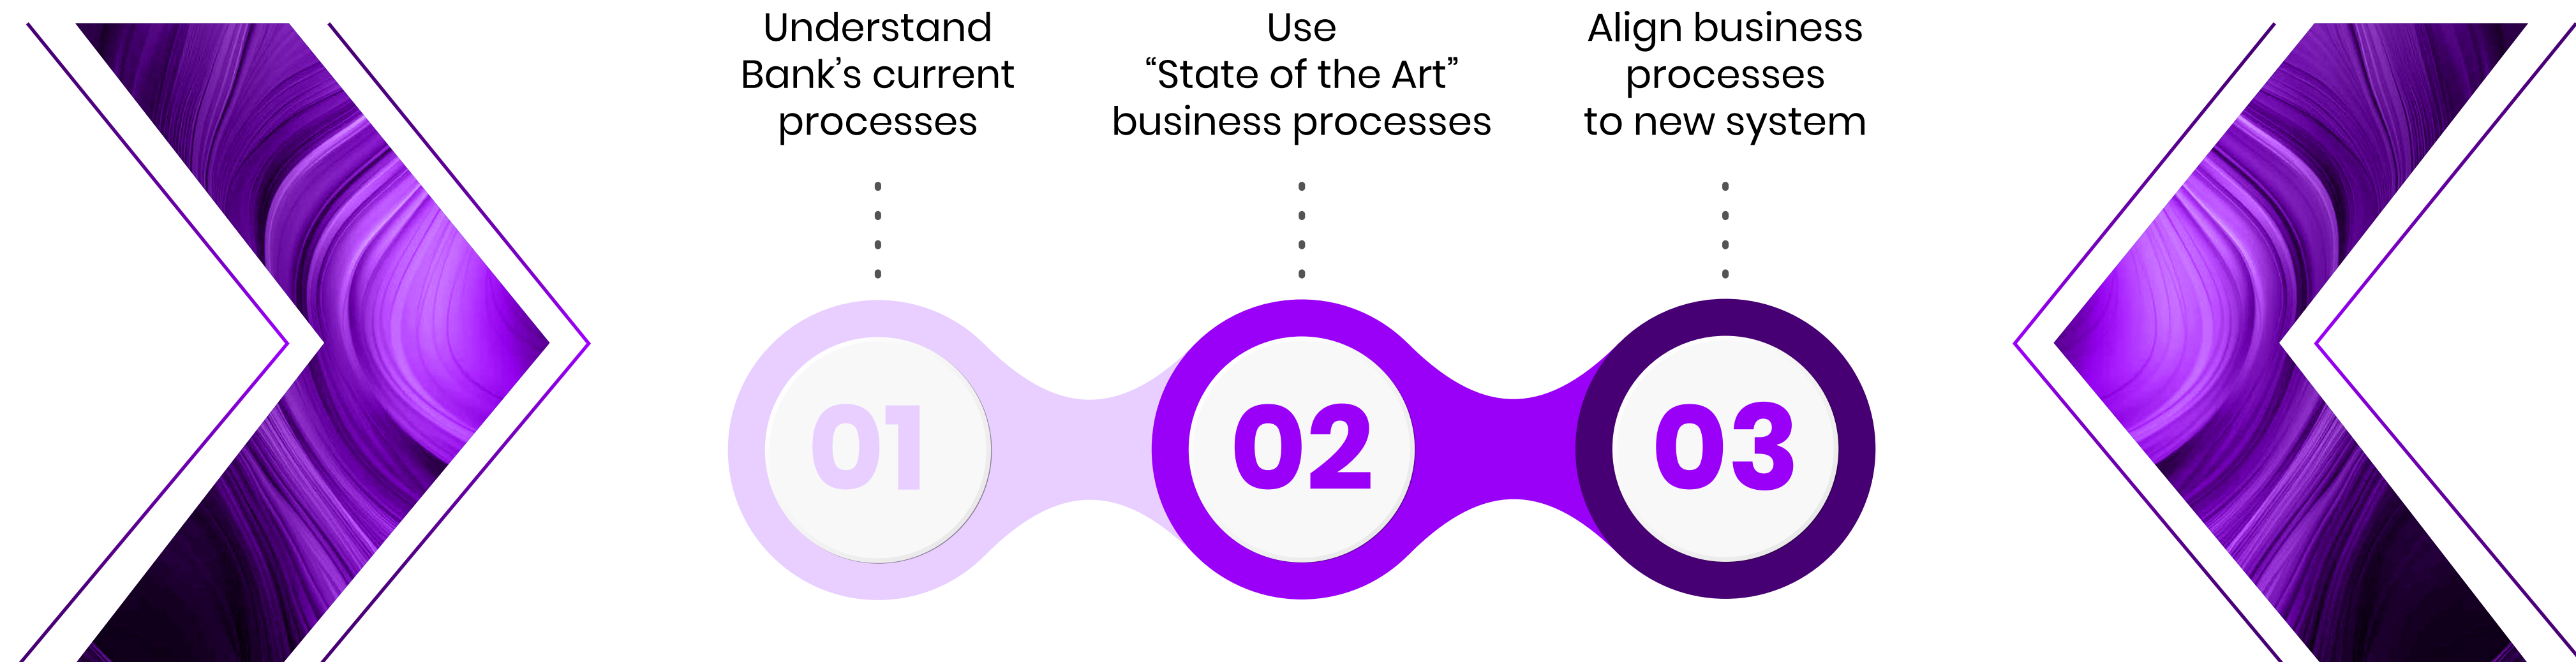 Understand
Bank’s current
processes
Use
“State of the Art”
business processes
Align business
processes
to new system
01
02
03